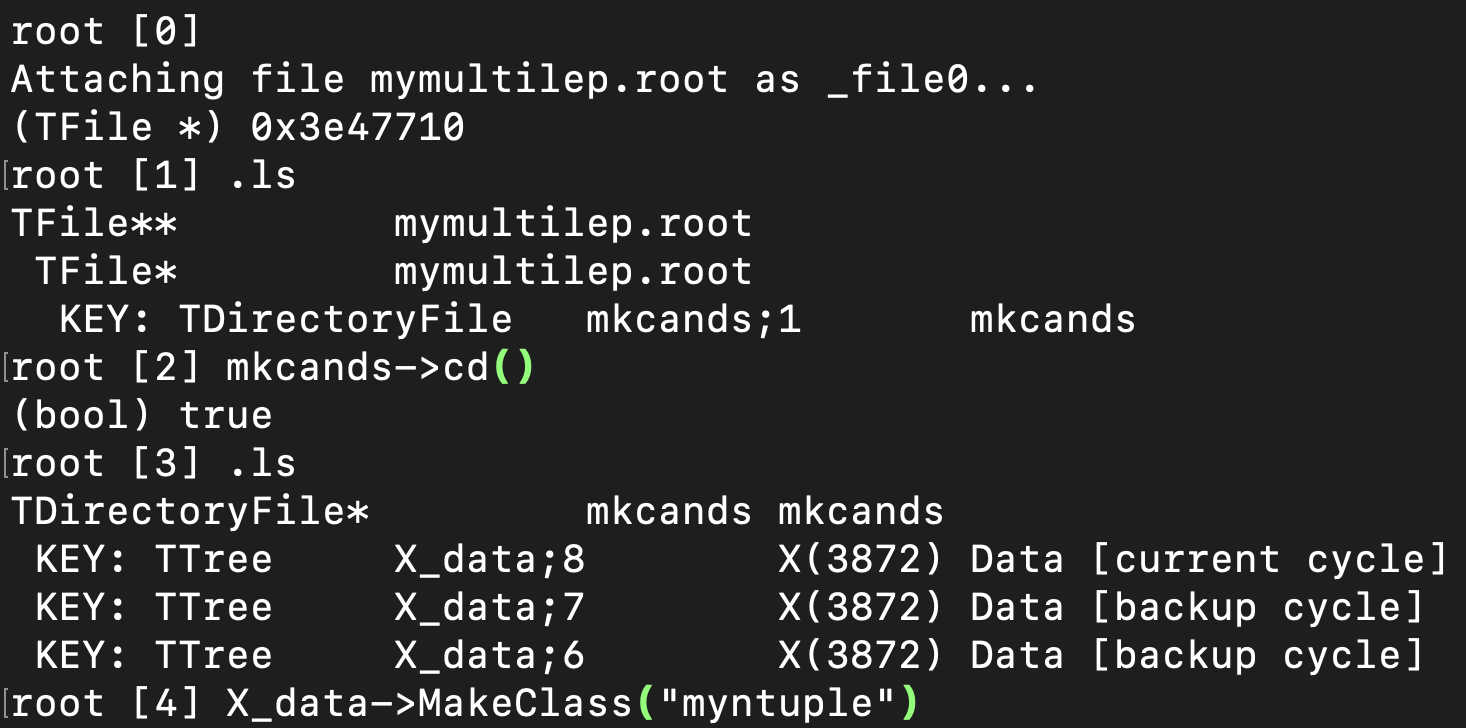 root [0]
Attaching file mymultilep.root as _file0...
(TFile *) 0x3e47710
root [1] .ls
TFile**         mymultilep.root
 TFile*         mymultilep.root
  KEY: TDirectoryFile   mkcands;1       mkcands
root [2] mkcands->cd()
(bool) true
root [3] .ls
TDirectoryFile*         mkcands mkcands
 KEY: TTree     X_data;8        X(3872) Data [current cycle]
 KEY: TTree     X_data;7        X(3872) Data [backup cycle]
 KEY: TTree     X_data;6        X(3872) Data [backup cycle]
root [4] X_data->MakeClass("myntuple")